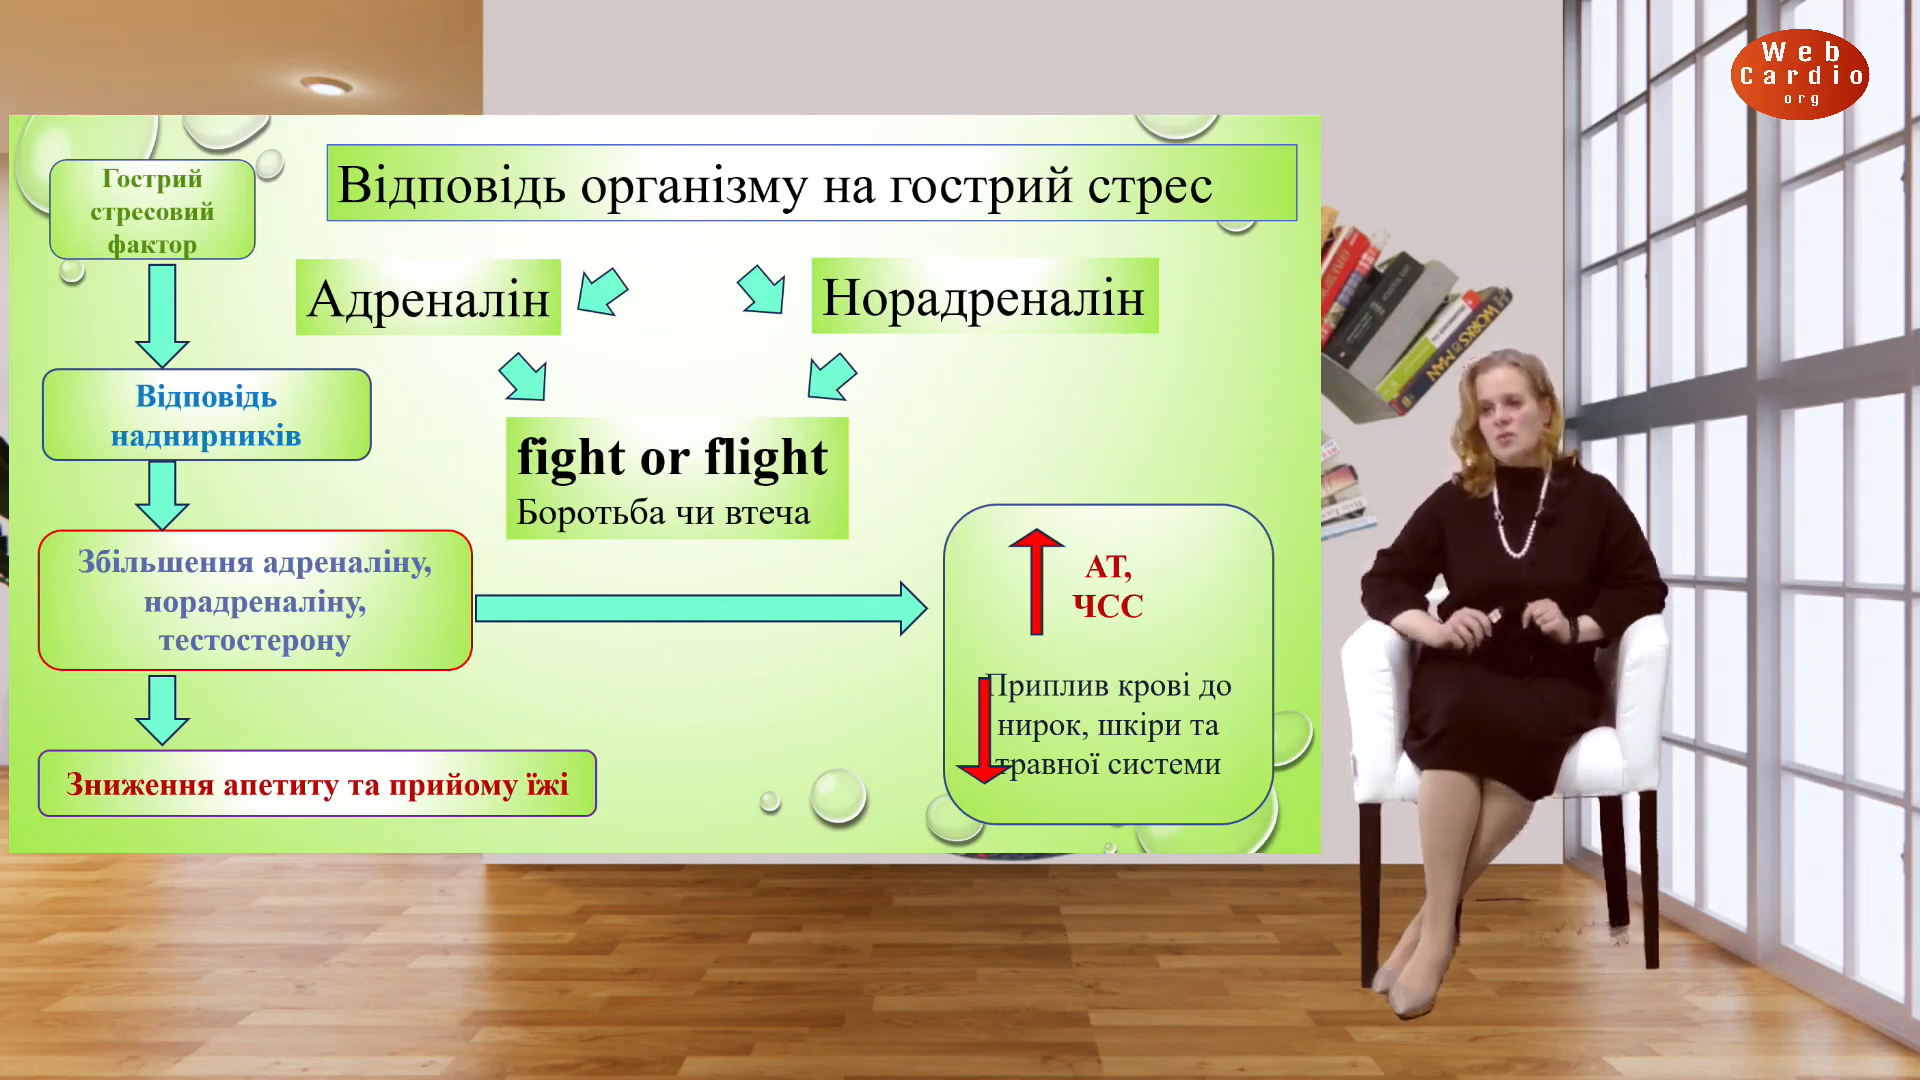 Web
Cardio
org
Відповідь організму на гострий стрес
Гострий
стресовий
фактор
Адреналін
Норадреналін
Відповідь
наднирників
fight or flight
Боротьба чи втеча
Збільшення адреналіну,
норадреналіну,
тестостерону
АТ,
ЧСС
Приплив крові до
нирок, шкіри та
травної системи
Зниження апетиту та прийому їжі
WORKS
MAN